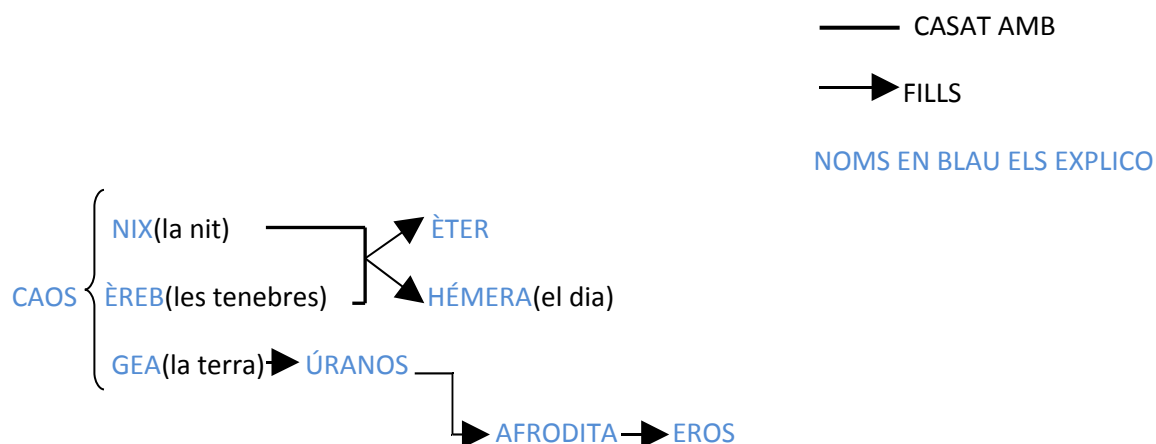 CASAT AMB
FILLS
NOMS EN BLAU ELS EXPLICO
NIX(la nit) ÈTER
CAOS ÈREB(les tenebres) HÉMERA(el dia)
GEA(la terra) ÚRANOS
AFRODITA EROS